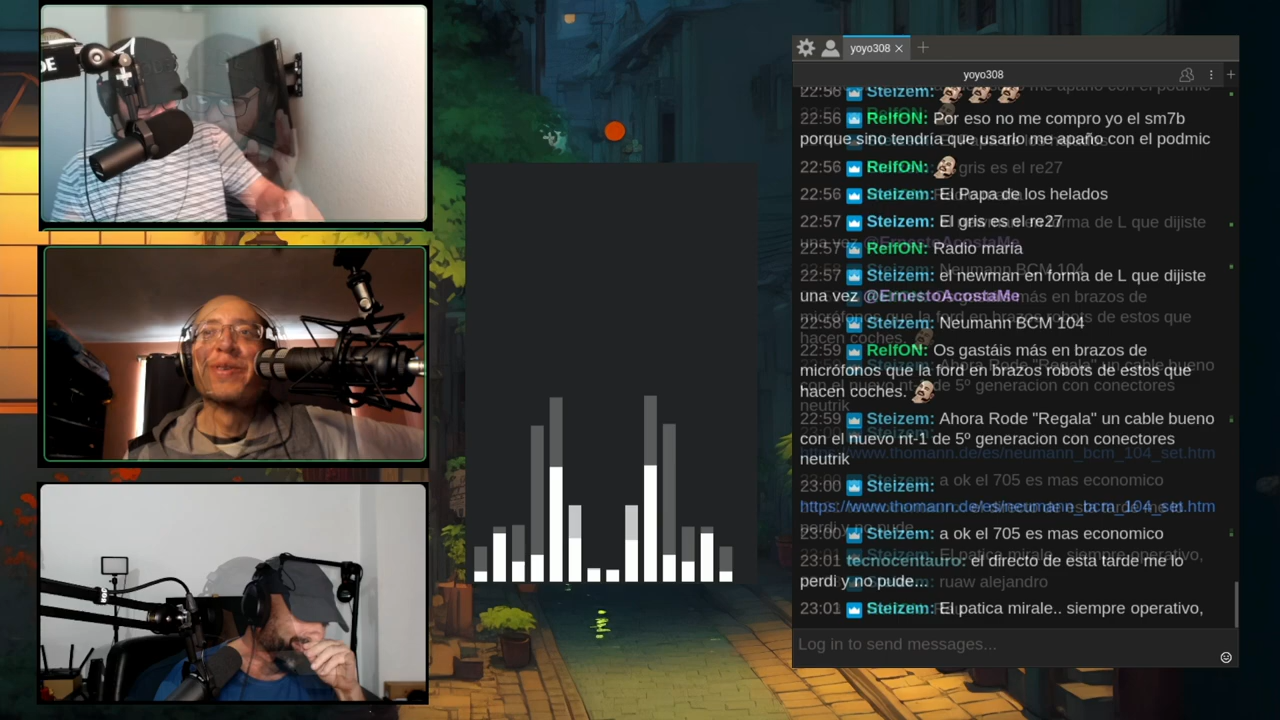 DE
yoyo308
yoyo308
22:56 Steizem:
22:56 RelfON: Por eso no me compro yo el sm7b
porque sino tendría que usarlo me apaño con el podmic
22:56 RelfON:
22:56 Steizem: El Papa de los helados
22:57 Steizem: El gris es el re27
22:57 RelfON: Radio maria
22:57 Steizem: el newman en forma de L que dijiste
una vez @ErnestoAcostaMe
22:58 Steizem: Neumann BCM 104
22:59 RelfON: Os gastáis más en brazos de
micrófonos que la ford en brazos robots de estos que
hacen coches.
22:59 Steizem: Ahora Rode "Regala" un cable bueno
con el nuevo nt-1 de 5º generacion con conectores
neutrik
23:00 Steizem:
https://www.thomann.de/es/neumann_bcm_104_set.htm
23:00 Steizem: a ok el 705 es mas economico
23:01 tecnocentauro: el directo de esta tarde me lo
perdi y no pude...
23:01 Steizem: El patica mirale.. siempre operativo,
Log in to send messages...